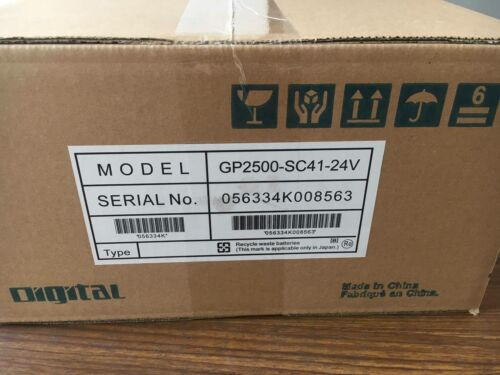 6
MODEL GP2500-SC41-24V
SERIAL No. 056334K008563
*056334K* *056334K008563*
Type
Recycle waste batteries
(This mark is applicable only in Japan.)
Digital
Made in China
Fabriqué en Chine.